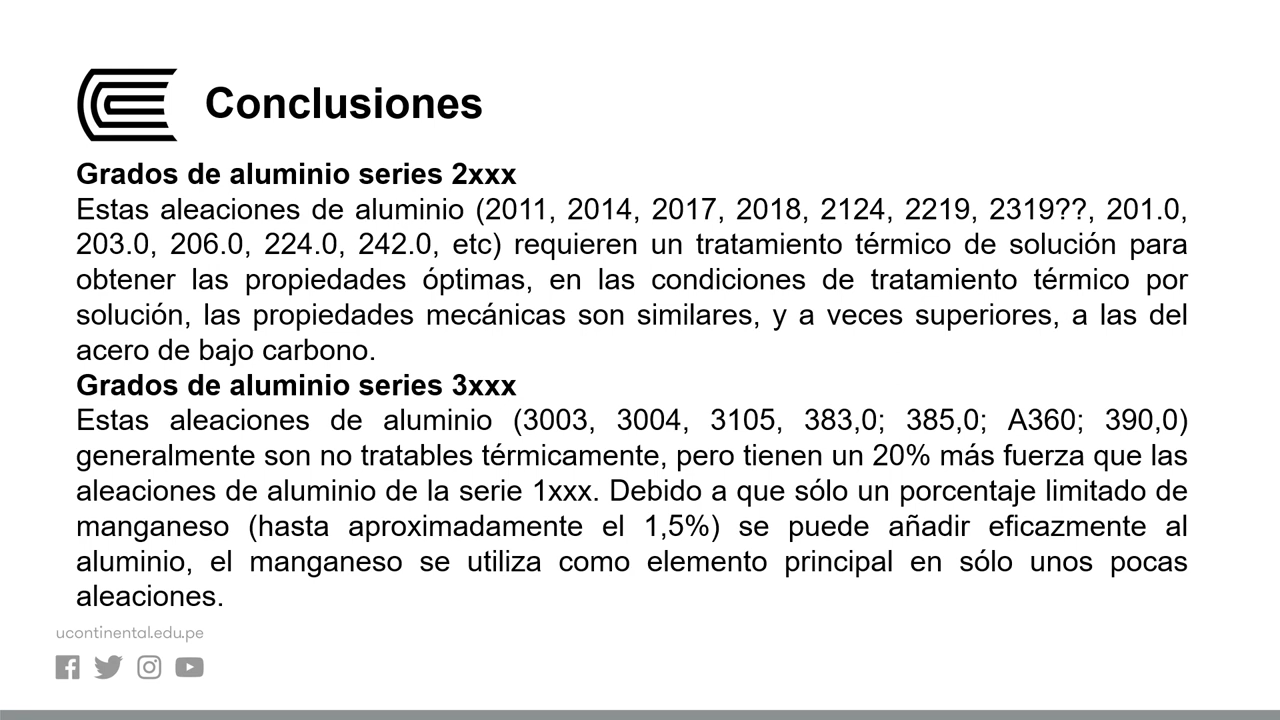 Conclusiones
Grados de aluminio series 2xxx
Estas aleaciones de aluminio (2011, 2014, 2017, 2018, 2124, 2219, 2319??, 201.0,
203.0, 206.0, 224.0, 242.0, etc) requieren un tratamiento térmico de solución para
obtener las propiedades óptimas, en las condiciones de tratamiento térmico por
solución, las propiedades mecánicas son similares, y a veces superiores, a las del
acero de bajo carbono.
Grados de aluminio series 3xxx
Estas aleaciones de aluminio (3003, 3004, 3105, 383,0; 385,0; A360; 390,0)
generalmente son no tratables térmicamente, pero tienen un 20% más fuerza que las
aleaciones de aluminio de la serie 1xxx. Debido a que sólo un porcentaje limitado de
manganeso (hasta aproximadamente el 1,5%) se puede añadir eficazmente al
aluminio, el manganeso se utiliza como elemento principal en sólo unos pocas
aleaciones.
ucontinental.edu.pe